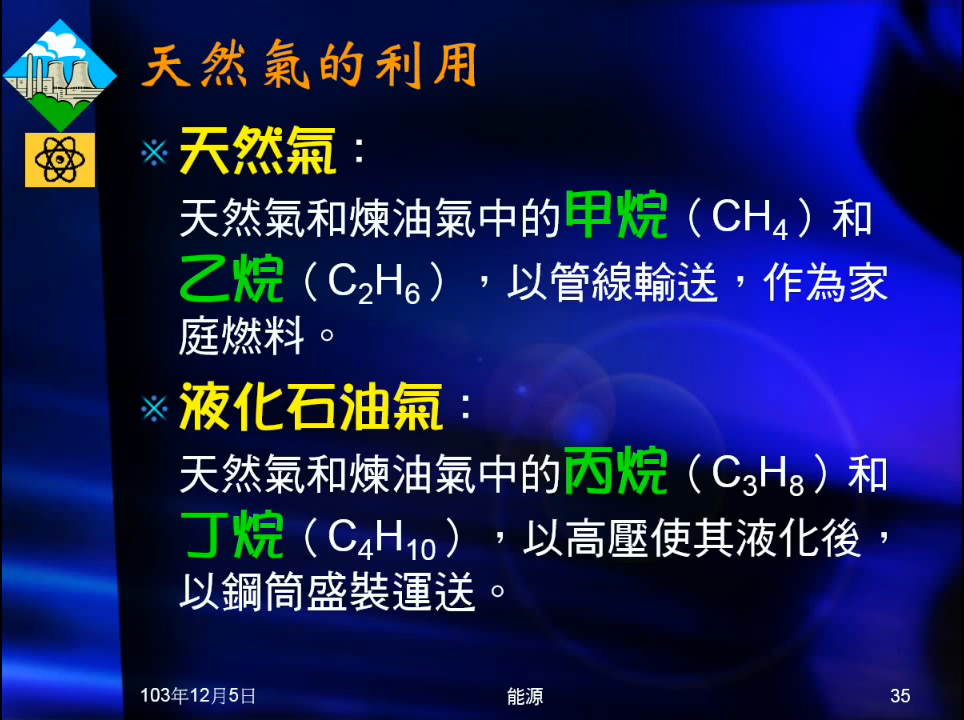 天然氣的利用
※天然氣：
天然氣和煉油氣中的甲烷（CH₄）和
乙烷（C₂H₆），以管線輸送，作為家
庭燃料。
※液化石油氣：
天然氣和煉油氣中的丙烷（C₃H₈）和
丁烷（C₄H₁₀），以高壓使其液化後，
以鋼筒盛裝運送。
103年12月5日
能源
35